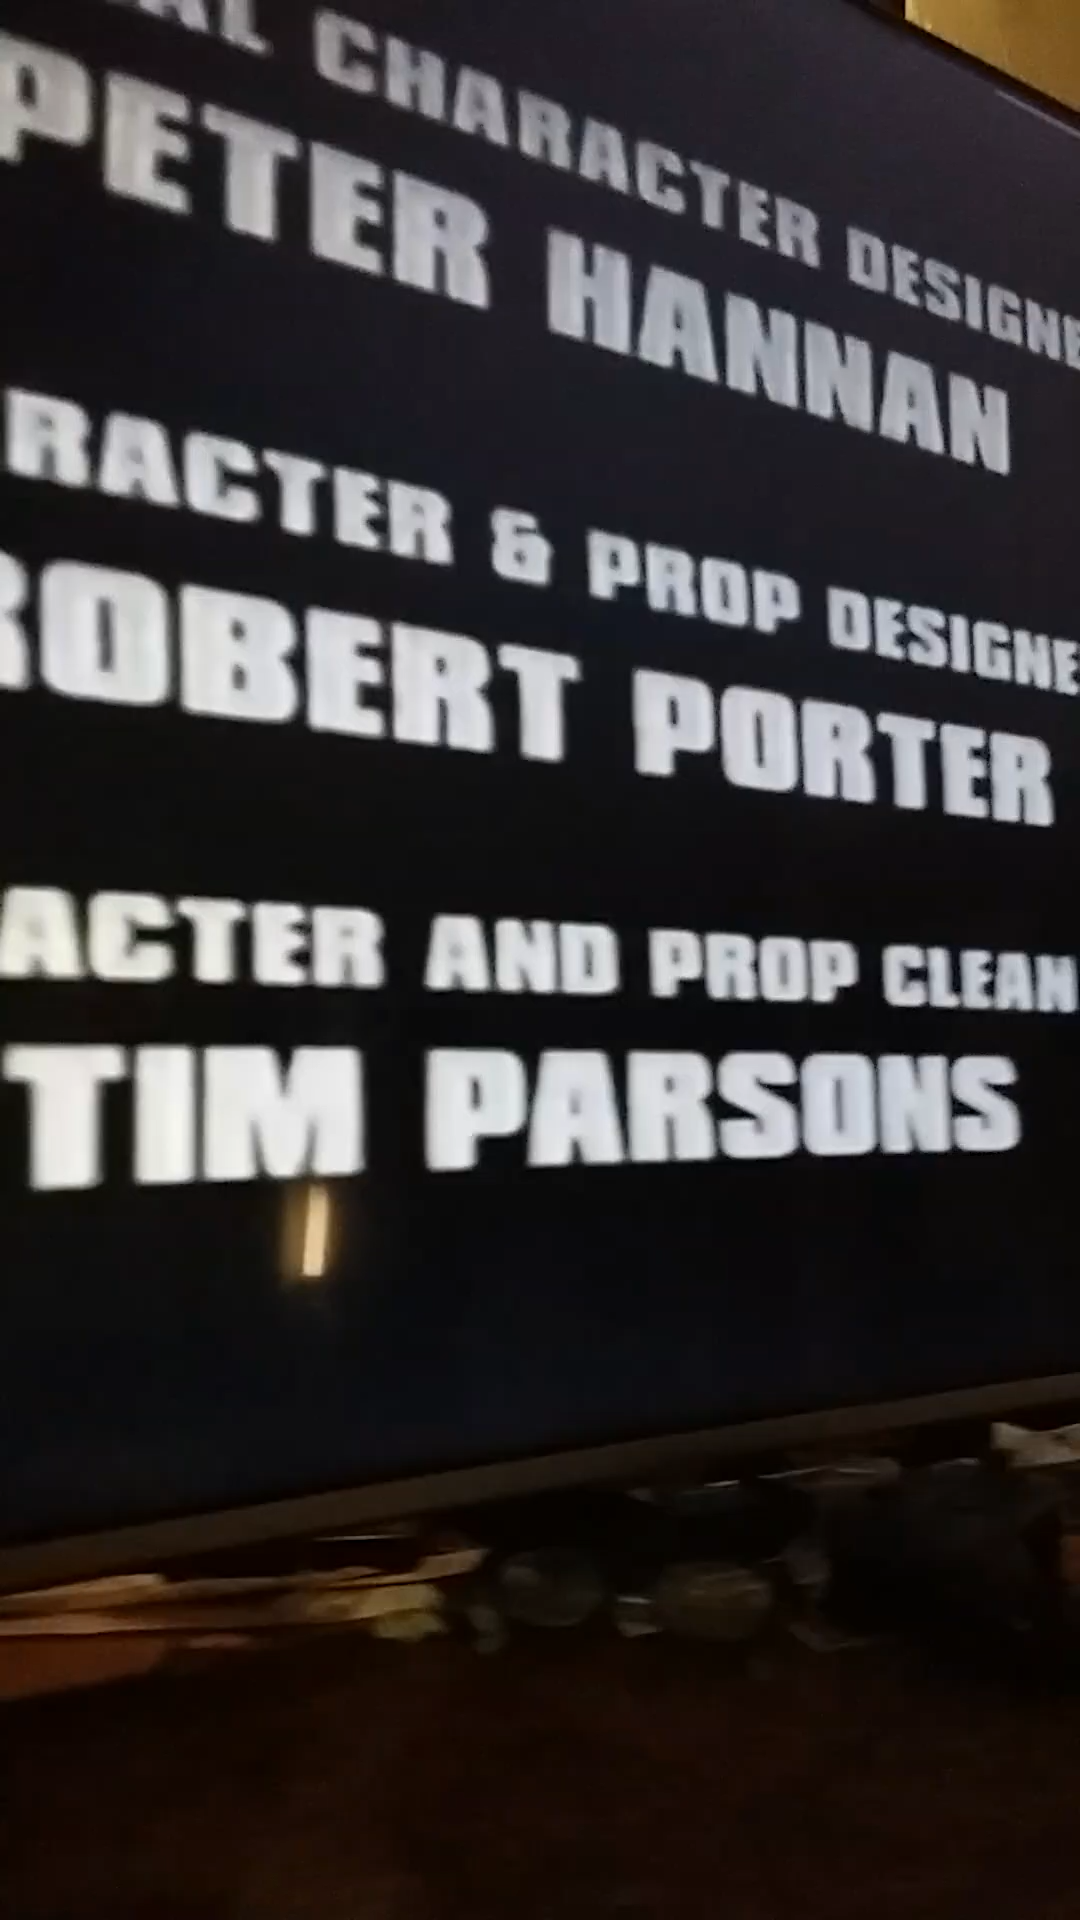 CHARACTER DESIGNE
PETER HANNAN
RACTER & PROP DESIGNE
ROBERT PORTER
ACTER AND PROP CLEAN
TIM PARSONS